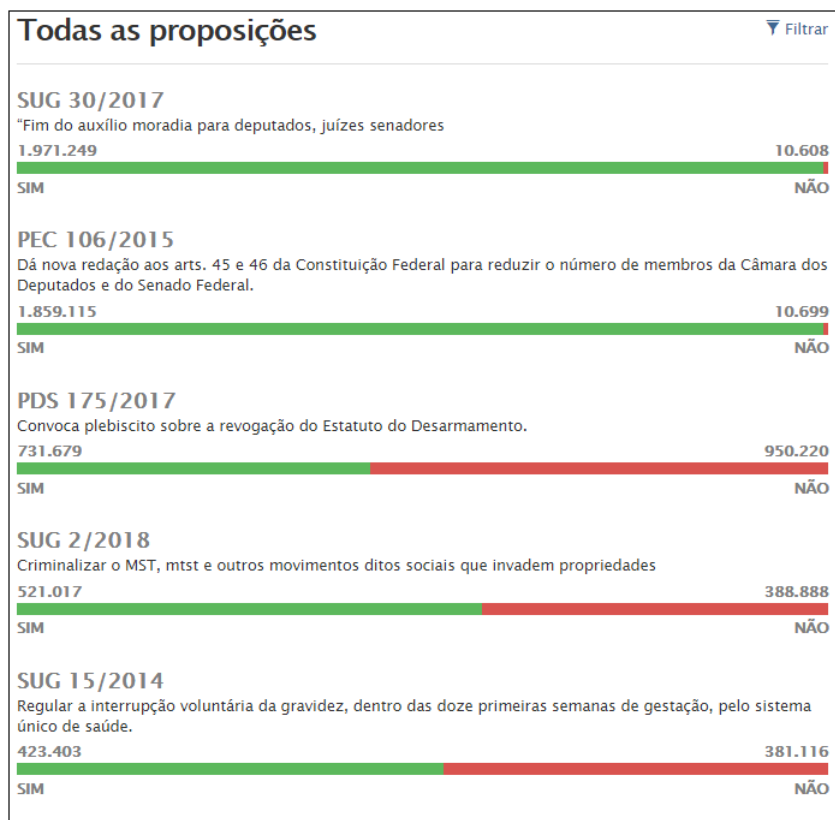 Todas as proposições
Filtrar
SUG 30/2017
“Fim do auxílio moradia para deputados, juízes senadores
1.971.249 10.608
SIM NÃO
PEC 106/2015
Dá nova redação aos arts. 45 e 46 da Constituição Federal para reduzir o número de membros da Câmara dos
Deputados e do Senado Federal.
1.859.115 10.699
SIM NÃO
PDS 175/2017
Convoca plebiscito sobre a revogação do Estatuto do Desarmamento.
731.679 950.220
SIM NÃO
SUG 2/2018
Criminalizar o MST, mtst e outros movimentos ditos sociais que invadem propriedades
521.017 388.888
SIM NÃO
SUG 15/2014
Regular a interrupção voluntária da gravidez, dentro das doze primeiras semanas de gestação, pelo sistema
único de saúde.
423.403 381.116
SIM NÃO